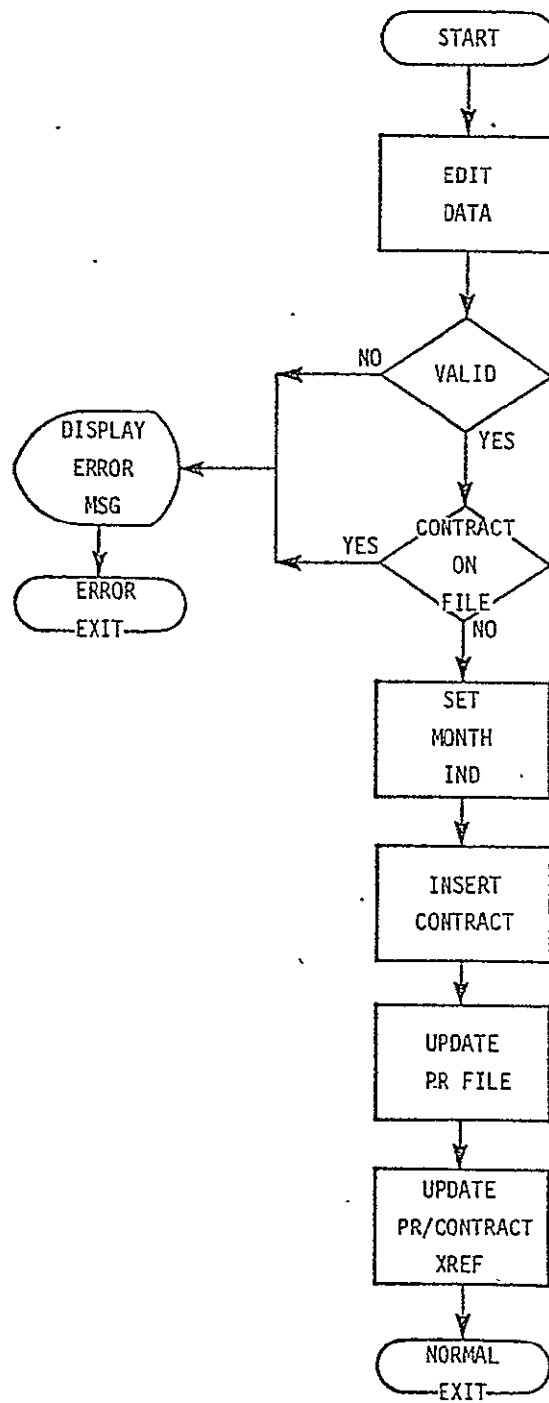 START
EDIT
DATA
NO
VALID
YES
DISPLAY
ERROR
MSG
YES
CONTRACT
ON
FILE
NO
ERROR
EXIT
SET
MONTH
IND
INSERT
CONTRACT
UPDATE
PR FILE
UPDATE
PR/CONTRACT
XREF
NORMAL
EXIT